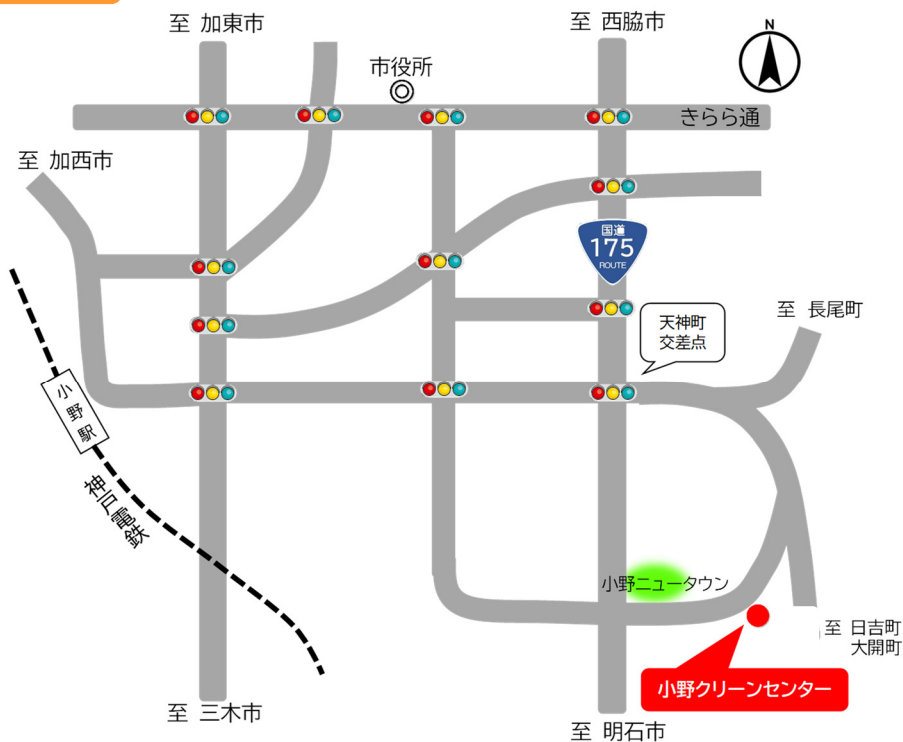 至 加東市
至 西脇市
N
市役所
きらら通
至 加西市
国道
175
ROUTE
天神町
交差点
至 長尾町
小野駅
神戸電鉄
小野ニュータウン
至 日吉町
大開町
小野クリーンセンター
至 三木市
至 明石市